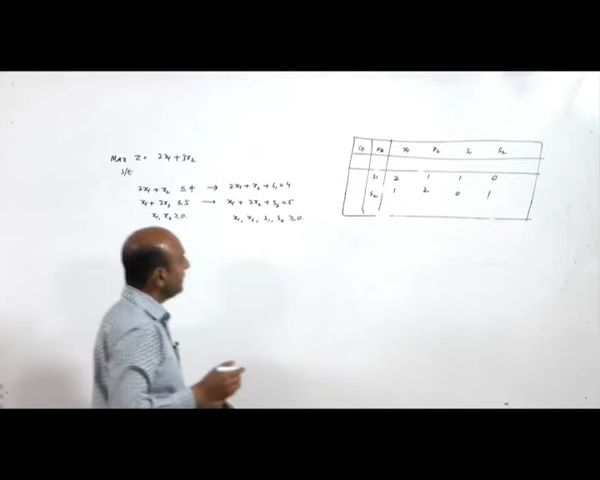 Max Z = 2x₁ + 3x₂
s/t
2x₁ + x₂ ≤ 4 → 2x₁ + x₂ + s₁ = 4
x₁ + 2x₂ ≤ 5 → x₁ + 2x₂ + s₂ = 5
x₁, x₂ ≥ 0 x₁, x₂, s₁, s₂ ≥ 0
CB XB x₁ x₂ s₁ s₂
s₁ 2 1 1 0
s₂ 1 2 0 1